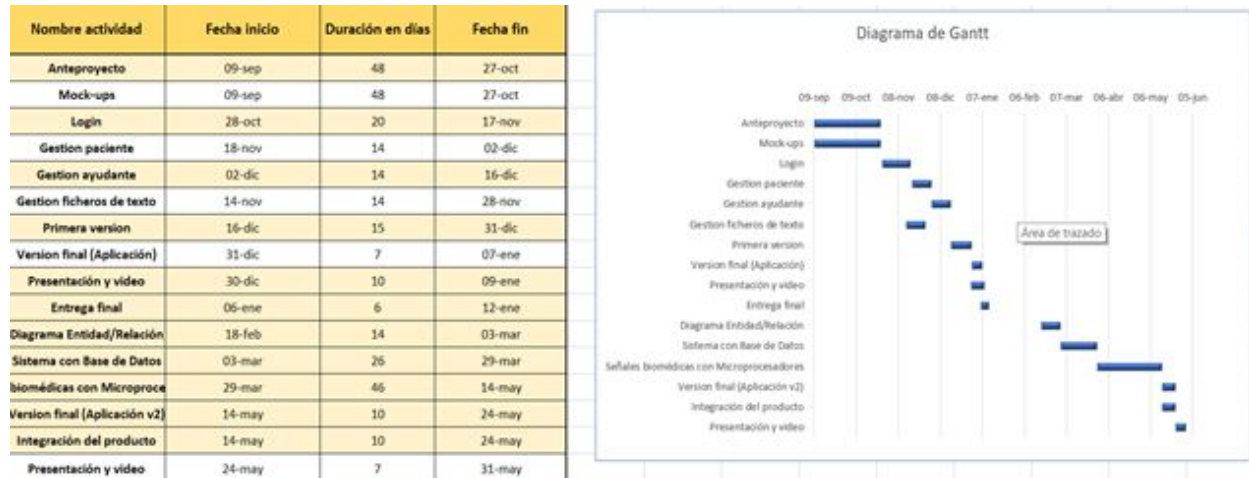 Nombre actividad Fecha inicio Duración en días Fecha fin
Anteproyecto 09-sep 48 27-oct
Mock-ups 09-sep 48 27-oct
Login 28-oct 20 17-nov
Gestion paciente 18-nov 14 02-dic
Gestion ayudante 02-dic 14 16-dic
Gestion ficheros de texto 14-nov 14 28-nov
Primera version 16-dic 15 31-dic
Version final (Aplicación) 31-dic 7 07-ene
Presentación y video 30-dic 10 09-ene
Entrega final 06-ene 6 12-ene
Diagrama Entidad/Relación 18-feb 14 03-mar
Sistema con Base de Datos 03-mar 26 29-mar
biomédicas con Microproce 29-mar 46 14-may
Version final (Aplicación v2) 14-may 10 24-may
Integración del producto 14-may 10 24-may
Presentación y video 24-may 7 31-may
Diagrama de Gantt
09-sep 09-oct 08-nov 08-dic 07-ene 06-feb 07-mar 06-abr 06-may 05-jun
Anteproyecto
Mock-ups
Login
Gestion paciente
Gestion ayudante
Gestion ficheros de texto
Área de trazado
Primera version
Version final (Aplicación)
Presentación y video
Entrega final
Diagrama Entidad/Relación
Sistema con Base de Datos
Señales biomédicas con Microprocesadores
Version final (Aplicación v2)
Integración del producto
Presentación y video